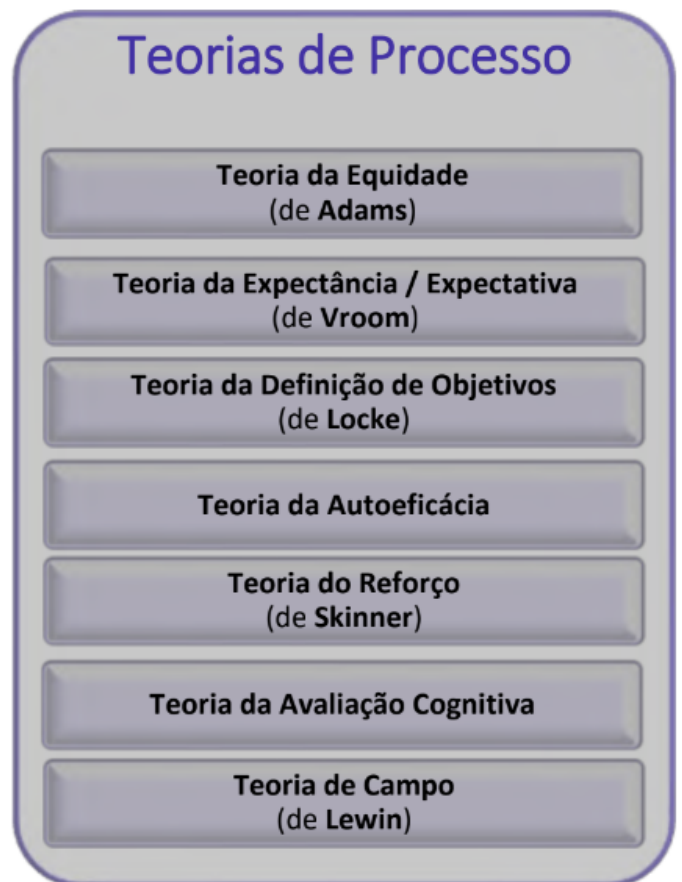 Teorias de Processo
Teoria da Equidade
(de Adams)
Teoria da Expectância / Expectativa
(de Vroom)
Teoria da Definição de Objetivos
(de Locke)
Teoria da Autoeficácia
Teoria do Reforço
(de Skinner)
Teoria da Avaliação Cognitiva
Teoria de Campo
(de Lewin)